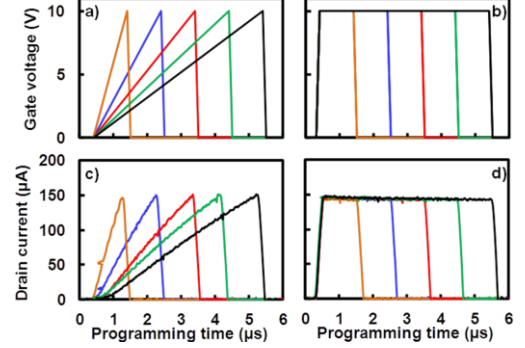 Gate voltage (V)
10
5
0
a)
b)
Drain current (µA)
200
150
100
50
0
c)
d)
0 1 2 3 4 5 6
1 2 3 4 5 6
Programming time (µs)
Programming time (µs)